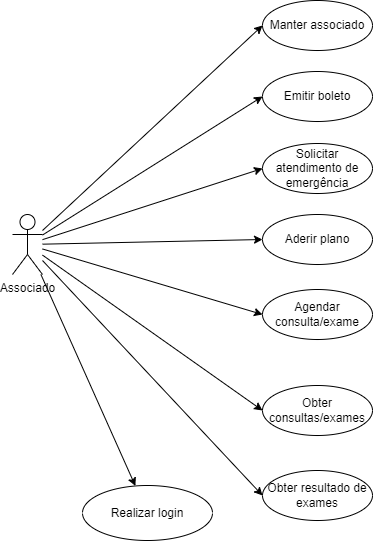 Manter associado
Emitir boleto
Solicitar
atendimento de
emergência
Aderir plano
Associado
Agendar
consulta/exame
Obter
consultas/exames
Obter resultado de
exames
Realizar login